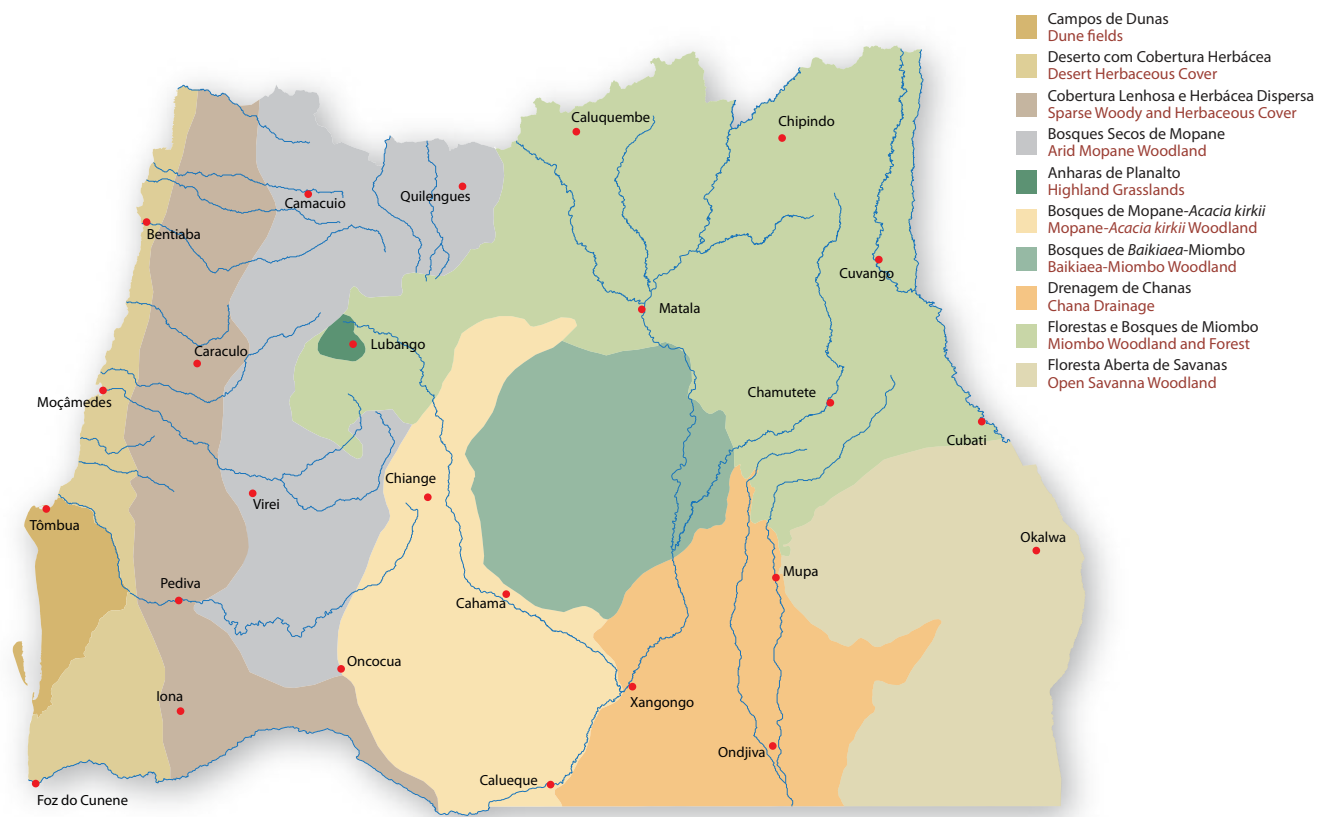 Campos de Dunas
Dune fields
Deserto com Cobertura Herbácea
Desert Herbaceous Cover
Cobertura Lenhosa e Herbácea Dispersa
Sparse Woody and Herbaceous Cover
Bosques Secos de Mopane
Arid Mopane Woodland
Anharas de Planalto
Highland Grasslands
Bosques de Mopane-Acacia kirkii
Mopane-Acacia kirkii Woodland
Bosques de Baikiaea-Miombo
Baikiaea-Miombo Woodland
Drenagem de Chanas
Chana Drainage
Florestas e Bosques de Miombo
Miombo Woodland and Forest
Floresta Aberta de Savanas
Open Savanna Woodland
Caluquembe
Chipindo
Camacuio
Quilengues
Bentiaba
Cuvango
Matala
Lubango
Caraculo
Moçâmedes
Chamutete
Cubati
Chiange
Virei
Tômbua
Okalwa
Mupa
Pediva
Cahama
Oncocua
Iona
Xangongo
Ondjiva
Calueque
Foz do Cunene